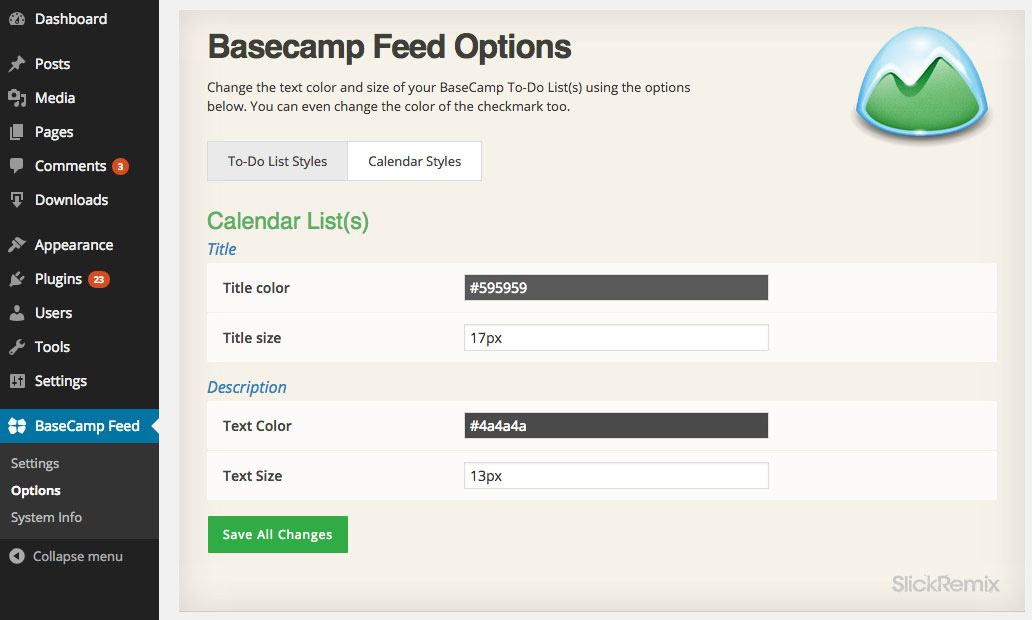 Dashboard
Posts
Media
Pages
Comments 3
Downloads
Appearance
Plugins 23
Users
Tools
Settings
BaseCamp Feed
Settings
Options
System Info
Collapse menu
Basecamp Feed Options
Change the text color and size of your BaseCamp To-Do List(s) using the options
below. You can even change the color of the checkmark too.
To-Do List Styles Calendar Styles
Calendar List(s)
Title
Title color #595959
Title size 17px
Description
Text Color #4a4a4a
Text Size 13px
Save All Changes
SlickRemix